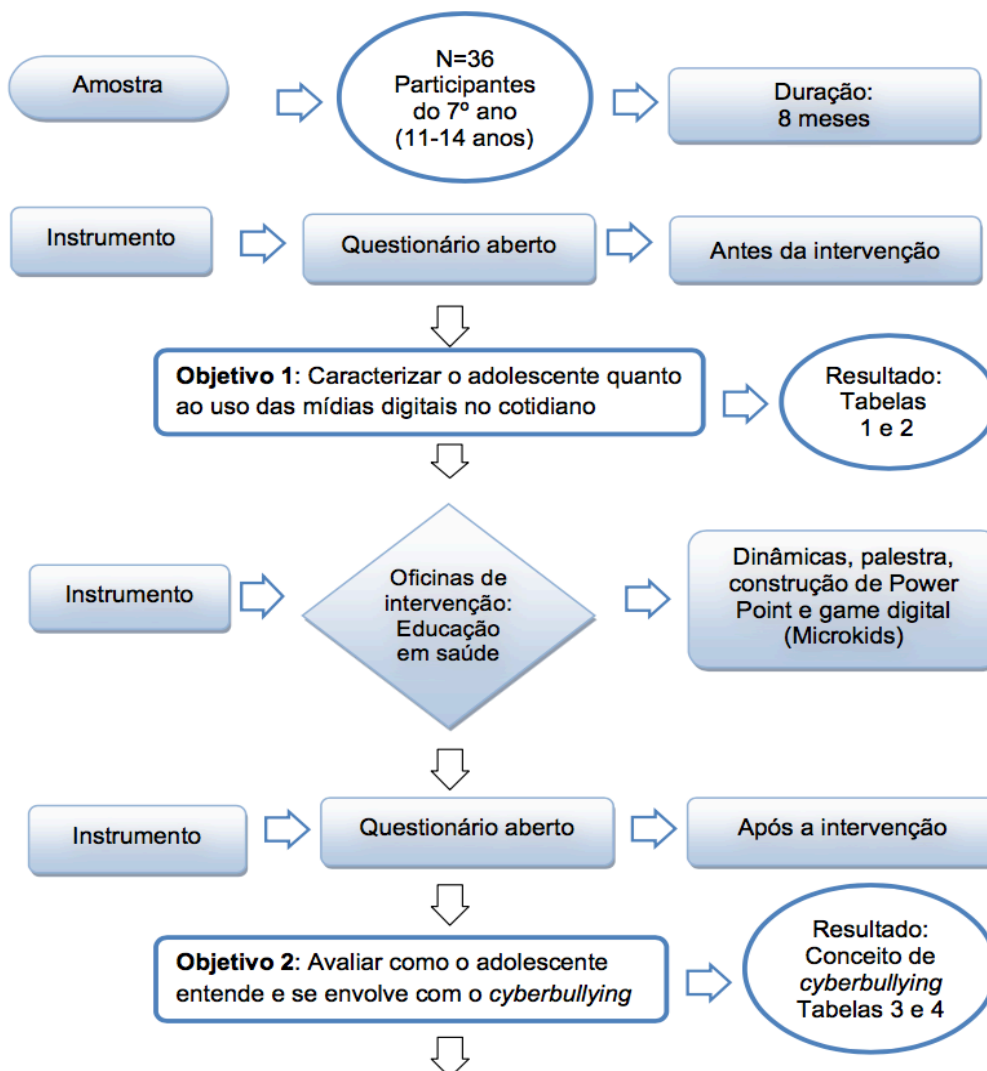 Amostra
N=36
Participantes
do 7º ano
(11-14 anos)
Duração:
8 meses
Instrumento
Questionário aberto
Antes da intervenção
Objetivo 1: Caracterizar o adolescente quanto
ao uso das mídias digitais no cotidiano
Resultado:
Tabelas
1 e 2
Instrumento
Oficinas de
intervenção:
Educação
em saúde
Dinâmicas, palestra,
construção de Power
Point e game digital
(Microkids)
Instrumento
Questionário aberto
Após a intervenção
Objetivo 2: Avaliar como o adolescente
entende e se envolve com o cyberbullying
Resultado:
Conceito de
cyberbullying
Tabelas 3 e 4